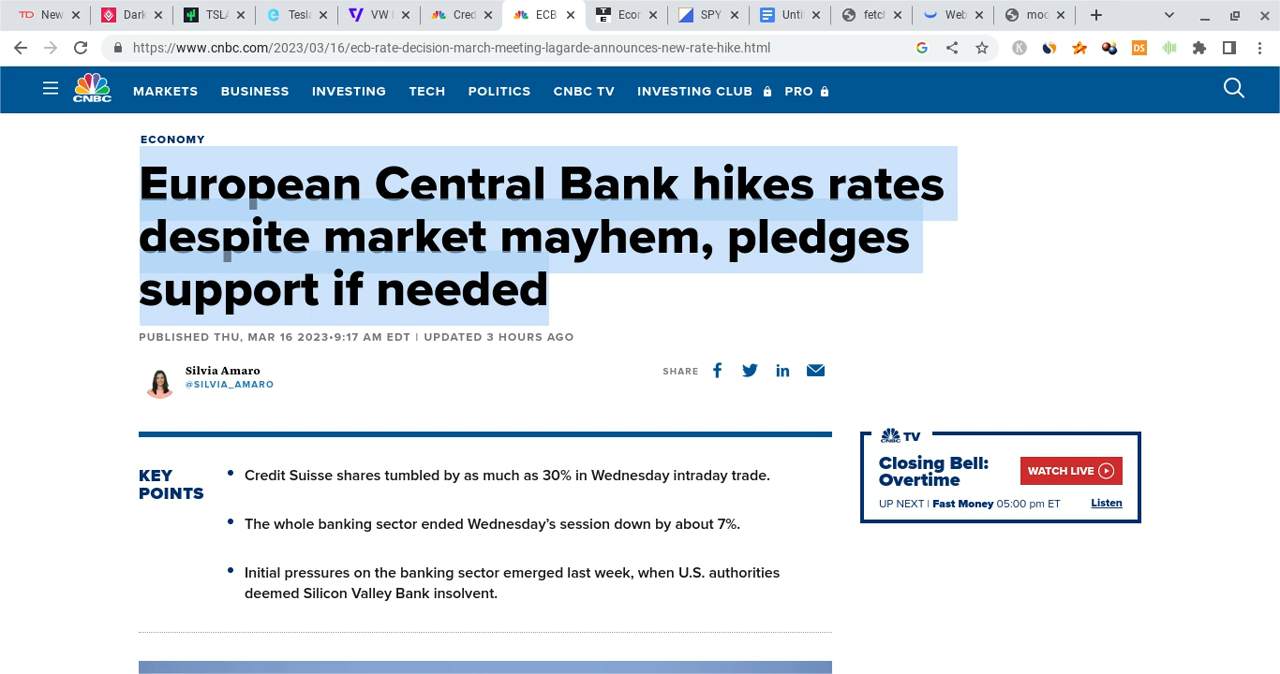 New
Dark
TSLA
Tesla
VW
Cred
ECB
Econ
SPY
Unti
fetch
Web
moc
https://www.cnbc.com/2023/03/16/ecb-rate-decision-march-meeting-lagarde-announces-new-rate-hike.html
CNBC MARKETS BUSINESS INVESTING TECH POLITICS CNBC TV INVESTING CLUB PRO
ECONOMY
European Central Bank hikes rates
despite market mayhem, pledges
support if needed
PUBLISHED THU, MAR 16 2023•9:17 AM EDT | UPDATED 3 HOURS AGO
Silvia Amaro
@SILVIA_AMARO
SHARE
KEY
POINTS
Credit Suisse shares tumbled by as much as 30% in Wednesday intraday trade.
The whole banking sector ended Wednesday’s session down by about 7%.
Initial pressures on the banking sector emerged last week, when U.S. authorities
deemed Silicon Valley Bank insolvent.
CNBC TV
Closing Bell:
Overtime
WATCH LIVE
UP NEXT | Fast Money 05:00 pm ET
Listen